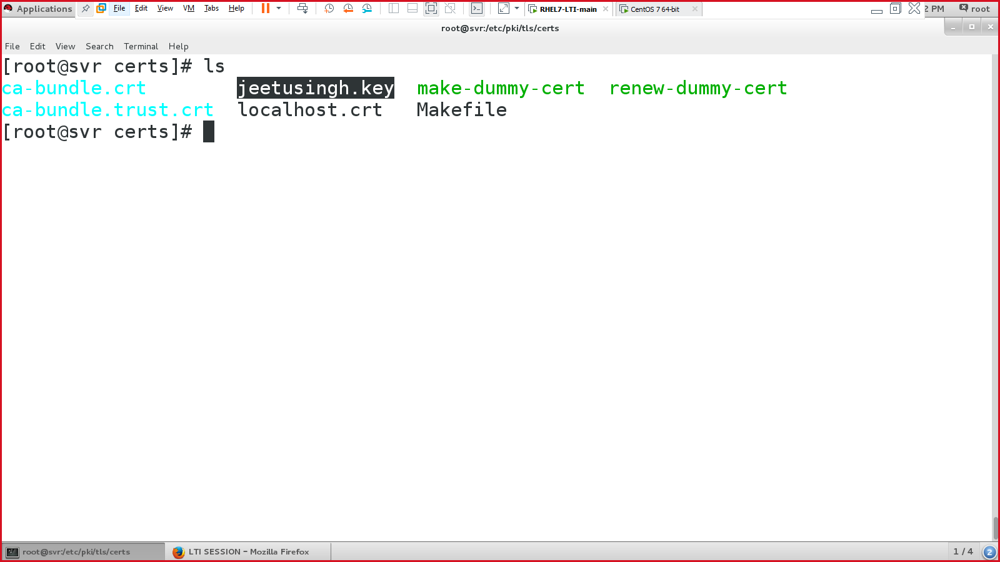 Applications File Edit View VM Tabs Help RHEL7-LTI-main CentOS 7 64-bit 2 PM root
root@svr:/etc/pki/tls/certs
File Edit View Search Terminal Help
[root@svr certs]# ls
ca-bundle.crt jeetusingh.key make-dummy-cert renew-dummy-cert
ca-bundle.trust.crt localhost.crt Makefile
[root@svr certs]#
root@svr:/etc/pki/tls/certs LTI SESSION - Mozilla Firefox 1 / 4 2